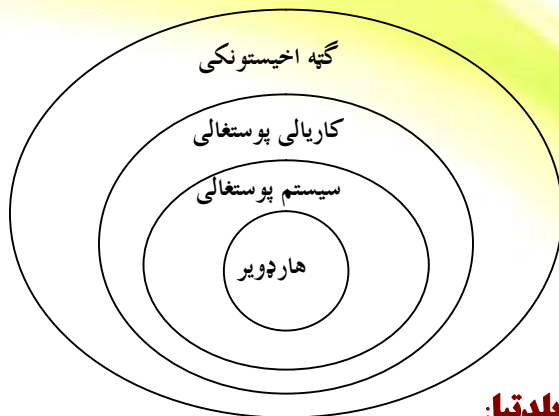 گټه اخیستونکی
کاریالی پوستغالی
سیستم پوستغالی
هارډویر